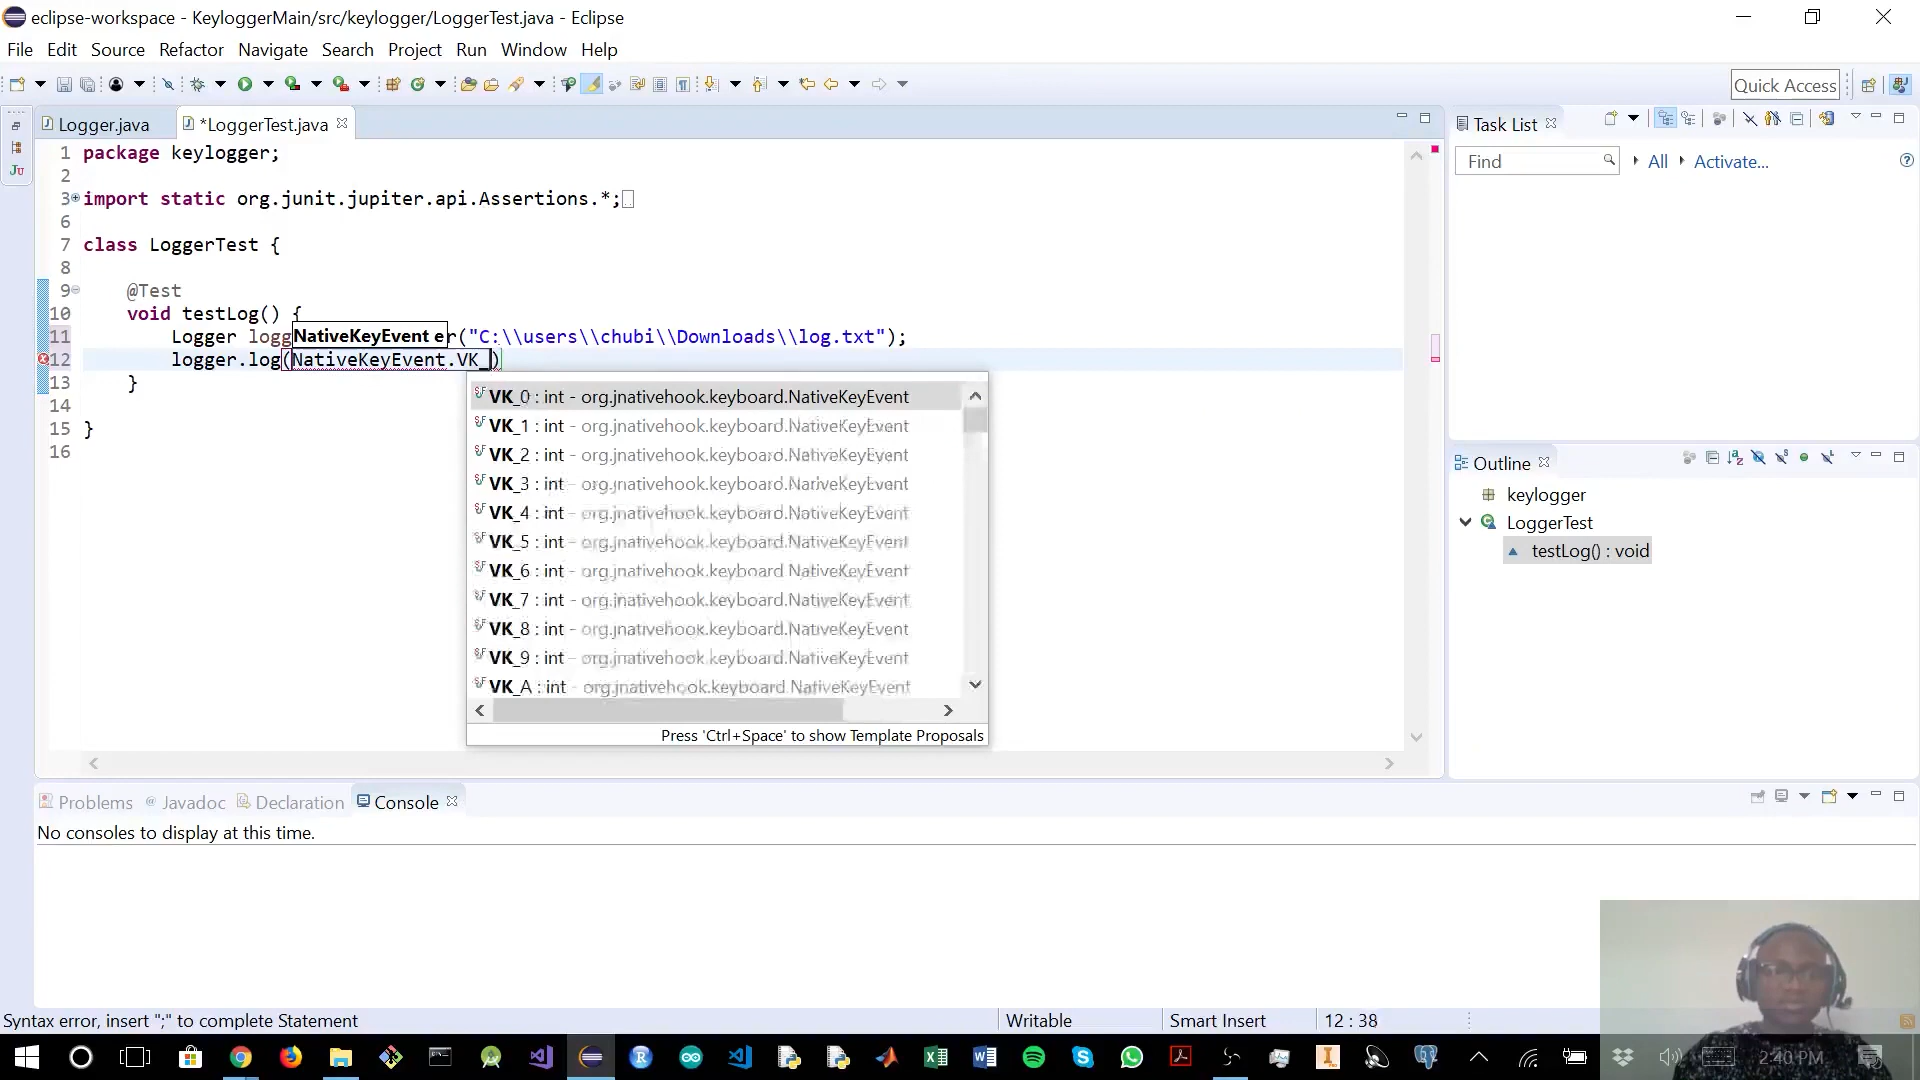 eclipse-workspace - KeyloggerMain/src/keylogger/LoggerTest.java - Eclipse
File Edit Source Refactor Navigate Search Project Run Window Help
Quick Access
Logger.java
*LoggerTest.java
1 package keylogger;
2
3 import static org.junit.jupiter.api.Assertions.*;
6
7 class LoggerTest {
8
9 @Test
10 void testLog() {
11 Logger logg er("C:\\users\\chubi\\Downloads\\log.txt");
NativeKeyEvent e
12 logger.log(NativeKeyEvent.VK_)
13 }
14
15 }
16
VK_0 : int - org.jnativehook.keyboard.NativeKeyEvent
VK_1 : int - org.jnativehook.keyboard.NativeKeyEvent
VK_2 : int - org.jnativehook.keyboard.NativeKeyEvent
VK_3 : int - org.jnativehook.keyboard.NativeKeyEvent
VK_4 : int - org.jnativehook.keyboard.NativeKeyEvent
VK_5 : int - org.jnativehook.keyboard.NativeKeyEvent
VK_6 : int - org.jnativehook.keyboard.NativeKeyEvent
VK_7 : int - org.jnativehook.keyboard.NativeKeyEvent
VK_8 : int - org.jnativehook.keyboard.NativeKeyEvent
VK_9 : int - org.jnativehook.keyboard.NativeKeyEvent
VK_A : int - org.jnativehook.keyboard.NativeKeyEvent
Press 'Ctrl+Space' to show Template Proposals
Task List
Find
All
Activate...
Outline
keylogger
LoggerTest
testLog() : void
Problems
@ Javadoc
Declaration
Console
No consoles to display at this time.
Syntax error, insert ";" to complete Statement
Writable
Smart Insert
12 : 38
2:40 PM